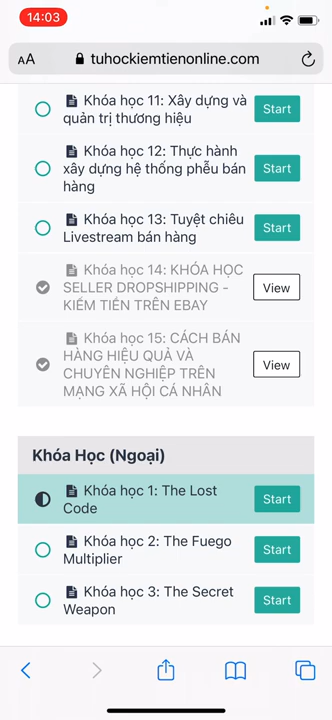 14:03
AA tuhockiemtienonline.com
Khóa học 11: Xây dựng và
quản trị thương hiệu
Start
Khóa học 12: Thực hành
xây dựng hệ thống phễu bán
hàng
Start
Khóa học 13: Tuyệt chiêu
Livestream bán hàng
Start
Khóa học 14: KHÓA HỌC
SELLER DROPSHIPPING -
KIẾM TIỀN TRÊN EBAY
View
Khóa học 15: CÁCH BÁN
HÀNG HIỆU QUẢ VÀ
CHUYÊN NGHIỆP TRÊN
MẠNG XÃ HỘI CÁ NHÂN
View
Khóa Học (Ngoại)
Khóa học 1: The Lost
Code
Start
Khóa học 2: The Fuego
Multiplier
Start
Khóa học 3: The Secret
Weapon
Start